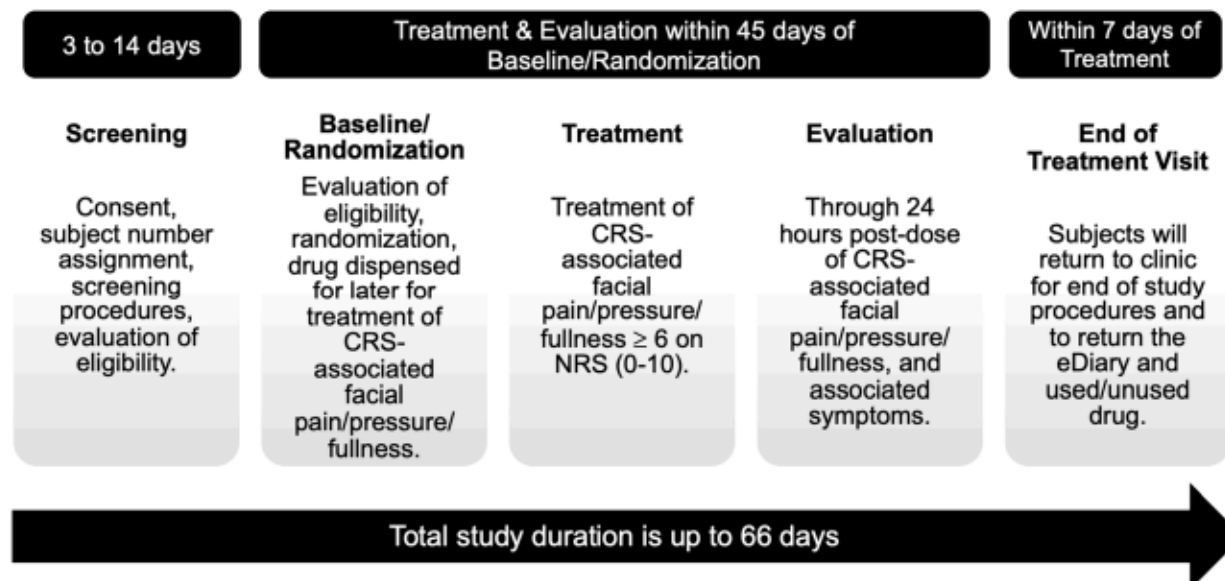 3 to 14 days
Treatment & Evaluation within 45 days of
Baseline/Randomization
Within 7 days of
Treatment
Screening
Consent,
subject number
assignment,
screening
procedures,
evaluation of
eligibility.
Baseline/
Randomization
Evaluation of
eligibility,
randomization,
drug dispensed
for later for
treatment of
CRS-
associated
facial
pain/pressure/
fullness.
Treatment
Treatment of
CRS-
associated
facial
pain/pressure/
fullness ≥ 6 on
NRS (0-10).
Evaluation
Through 24
hours post-dose
of CRS-
associated
facial
pain/pressure/
fullness, and
associated
symptoms.
End of
Treatment Visit
Subjects will
return to clinic
for end of study
procedures and
to return the
eDiary and
used/unused
drug.
Total study duration is up to 66 days